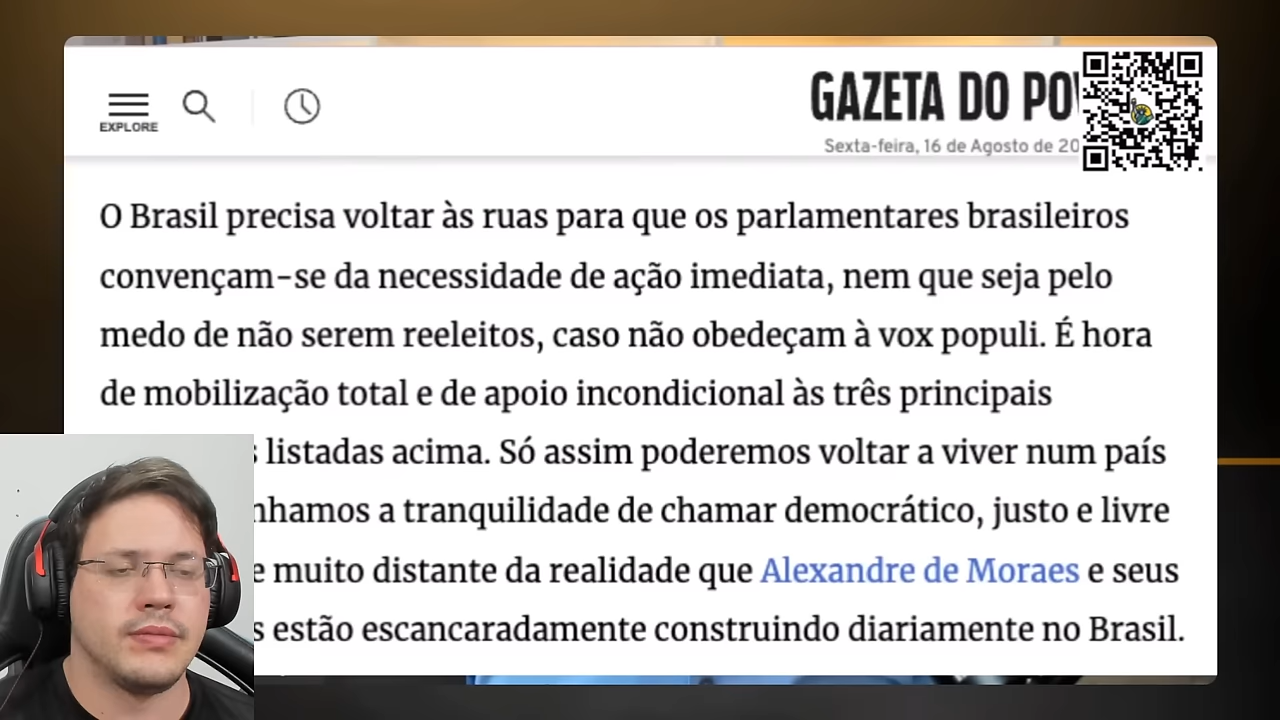 EXPLORE
GAZETA DO
Sexta-feira, 16 de Agosto de
O Brasil precisa voltar às ruas para que os parlamentares brasileiros
convençam-se da necessidade de ação imediata, nem que seja pelo
medo de não serem reeleitos, caso não obedeçam à vox populi. É hora
de mobilização total e de apoio incondicional às três principais
listadas acima. Só assim poderemos voltar a viver num país
a tranquilidade de chamar democrático, justo e livre
e muito distante da realidade que Alexandre de Moraes e seus
estão escancaradamente construindo diariamente no Brasil.